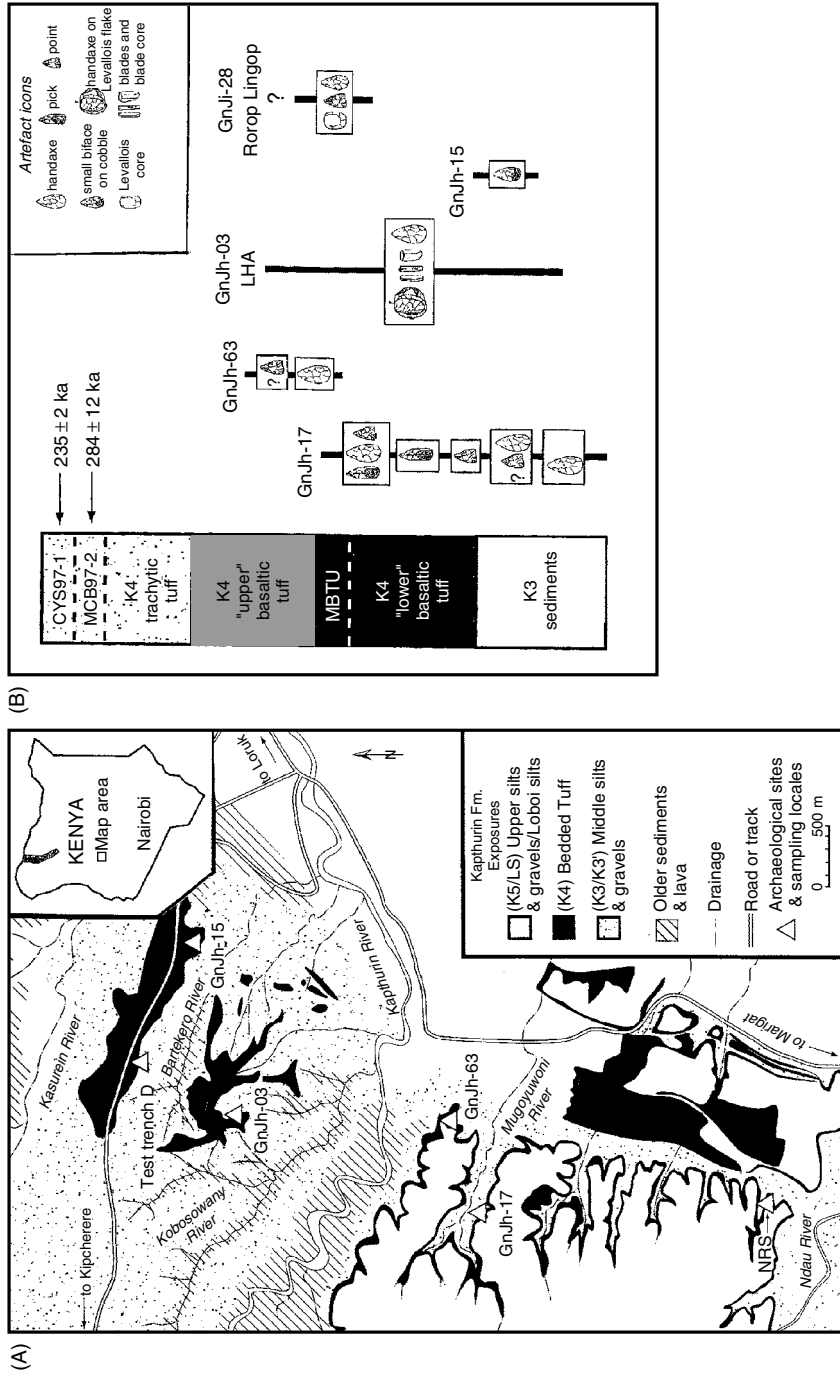 (A)
KENYA
Map area
Nairobi
to Loruk
N
Kasurein River
to Kipcherere
Test trench D
Bartekero River
GnJh-15
GnJh-03
Kobosowany
River
Kapthurin River
GnJh-63
Mugoyuwoni
River
GnJh-17
NRS
Ndau River
to Marigat
Kapthurin Fm.
Exposures
(K5/LS) Upper silts
& gravels/Loboi silts
(K4) Bedded Tuff
(K3/K3') Middle silts
& gravels
Older sediments
& lava
Drainage
Road or track
Archaeological sites
& sampling locales
0 500 m
(B)
CYS97-1
235 ± 2 ka
MCB97-2
284 ± 12 ka
K4
trachytic
tuff
K4
"upper"
basaltic
tuff
MBTU
K4
"lower"
basaltic
tuff
K3
sediments
GnJh-17
?
GnJh-63
?
GnJh-03
LHA
GnJh-15
GnJi-28
Rorop Lingop
?
Artefact icons
handaxe
pick
point
small biface
on cobble
handaxe on
Levallois flake
Levallois
core
blades and
blade core